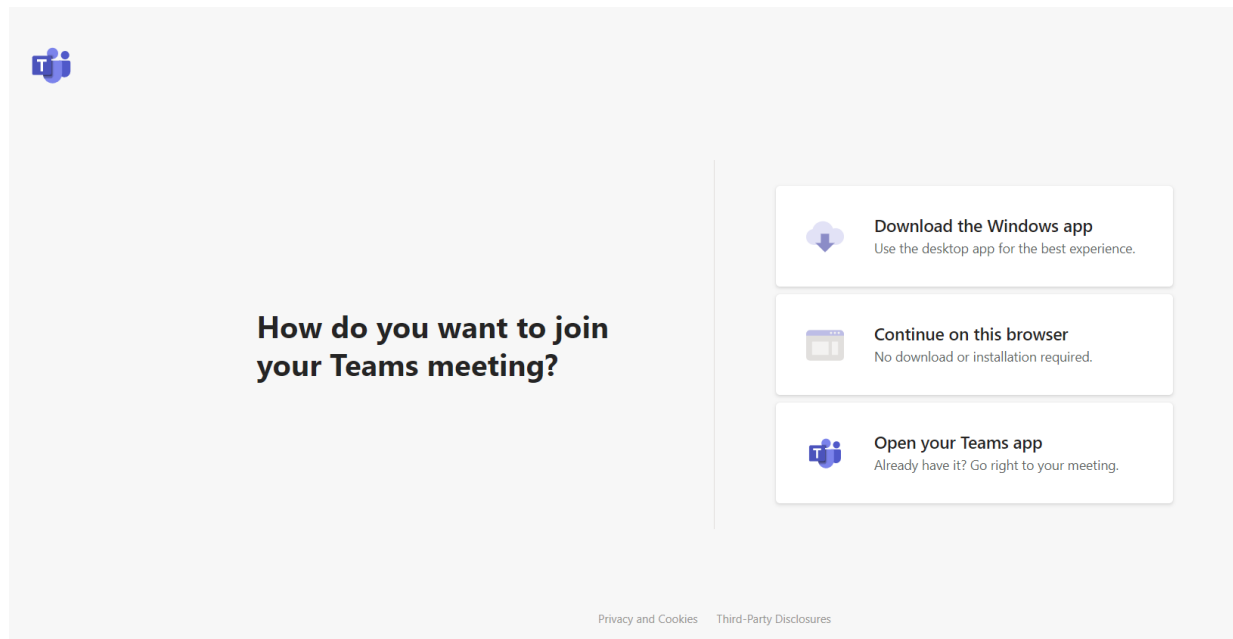 T
How do you want to join
your Teams meeting?
Download the Windows app
Use the desktop app for the best experience.
Continue on this browser
No download or installation required.
T
Open your Teams app
Already have it? Go right to your meeting.
Privacy and Cookies
Third-Party Disclosures